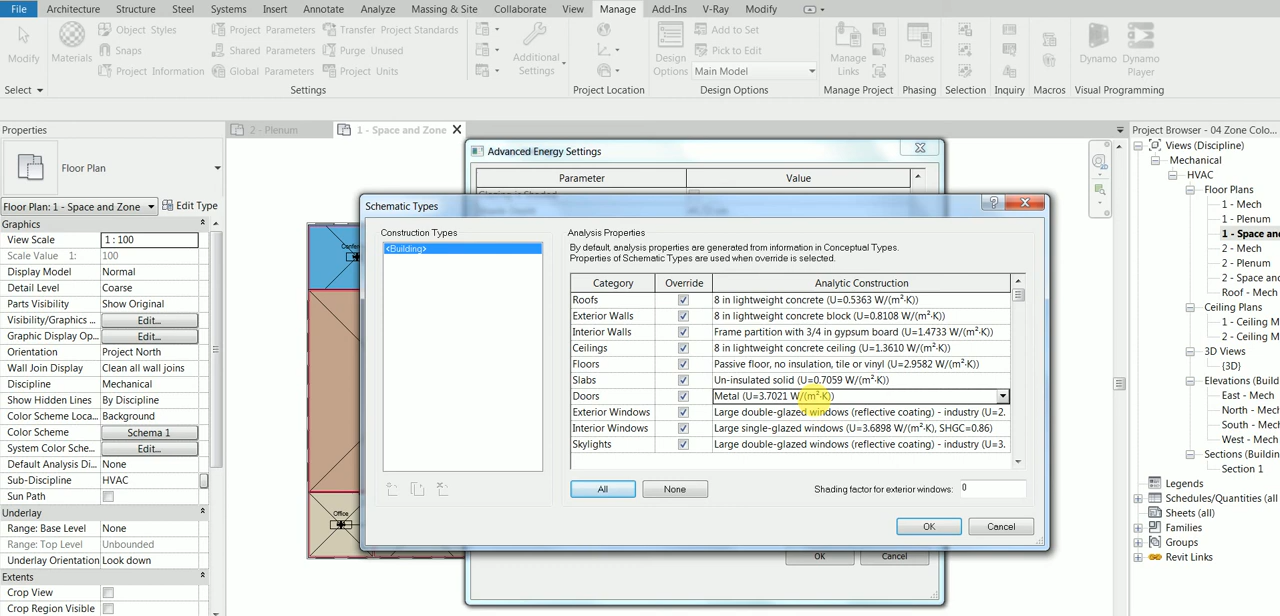 File Architecture Structure Steel Systems Insert Annotate Analyze Massing & Site Collaborate View Manage Add-Ins V-Ray Modify
Modify
Materials
Object Styles
Snaps
Project Information
Project Parameters
Shared Parameters
Global Parameters
Transfer Project Standards
Purge Unused
Project Units
Additional
Settings
Design
Options
Add to Set
Pick to Edit
Main Model
Manage
Links
Phases
Dynamo
Dynamo
Player
Select
Settings
Project Location
Design Options
Manage Project
Phasing
Selection
Inquiry
Macros
Visual Programming
Properties
2 - Plenum
1 - Space and Zone
Project Browser - 04 Zone Colo...
Floor Plan
Floor Plan: 1 - Space and Zone
Edit Type
Graphics
View Scale 1 : 100
Scale Value 1: 100
Display Model Normal
Detail Level Coarse
Parts Visibility Show Original
Visibility/Graphics ... Edit...
Graphic Display Op... Edit...
Orientation Project North
Wall Join Display Clean all wall joins
Discipline Mechanical
Show Hidden Lines By Discipline
Color Scheme Loca... Background
Color Scheme Schema 1
System Color Sche... Edit...
Default Analysis Di... None
Sub-Discipline HVAC
Sun Path
Underlay
Range: Base Level None
Range: Top Level Unbounded
Underlay Orientation Look down
Extents
Crop View
Crop Region Visible
Office
Advanced Energy Settings
Parameter Value
Schematic Types
Construction Types
<Building>
Analysis Properties
By default, analysis properties are generated from information in Conceptual Types.
Properties of Schematic Types are used when override is selected.
Category Override Analytic Construction
Roofs 8 in lightweight concrete (U=0.5363 W/(m²·K))
Exterior Walls 8 in lightweight concrete block (U=0.8108 W/(m²·K))
Interior Walls Frame partition with 3/4 in gypsum board (U=1.4733 W/(m²·K))
Ceilings 8 in lightweight concrete ceiling (U=1.3610 W/(m²·K))
Floors Passive floor, no insulation, tile or vinyl (U=2.9582 W/(m²·K))
Slabs Un-insulated solid (U=0.7059 W/(m²·K))
Doors Metal (U=3.7021 W/(m²·K))
Exterior Windows Large double-glazed windows (reflective coating) - industry (U=2.
Interior Windows Large single-glazed windows (U=3.6898 W/(m²·K), SHGC=0.86)
Skylights Large double-glazed windows (reflective coating) - industry (U=3.
All
None
Shading factor for exterior windows: 0
OK
Cancel
OK
Cancel
Views (Discipline)
Mechanical
HVAC
Floor Plans
1 - Mech
1 - Plenum
1 - Space an
2 - Mech
2 - Plenum
2 - Space an
Roof - Mech
Ceiling Plans
1 - Ceiling M
2 - Ceiling M
3D Views
{3D}
Elevations (Buildin
East - Mech
North - Mec
South - Mec
West - Mech
Sections (Buildin
Section 1
Legends
Schedules/Quantities (al
Sheets (all)
Families
Groups
Revit Links